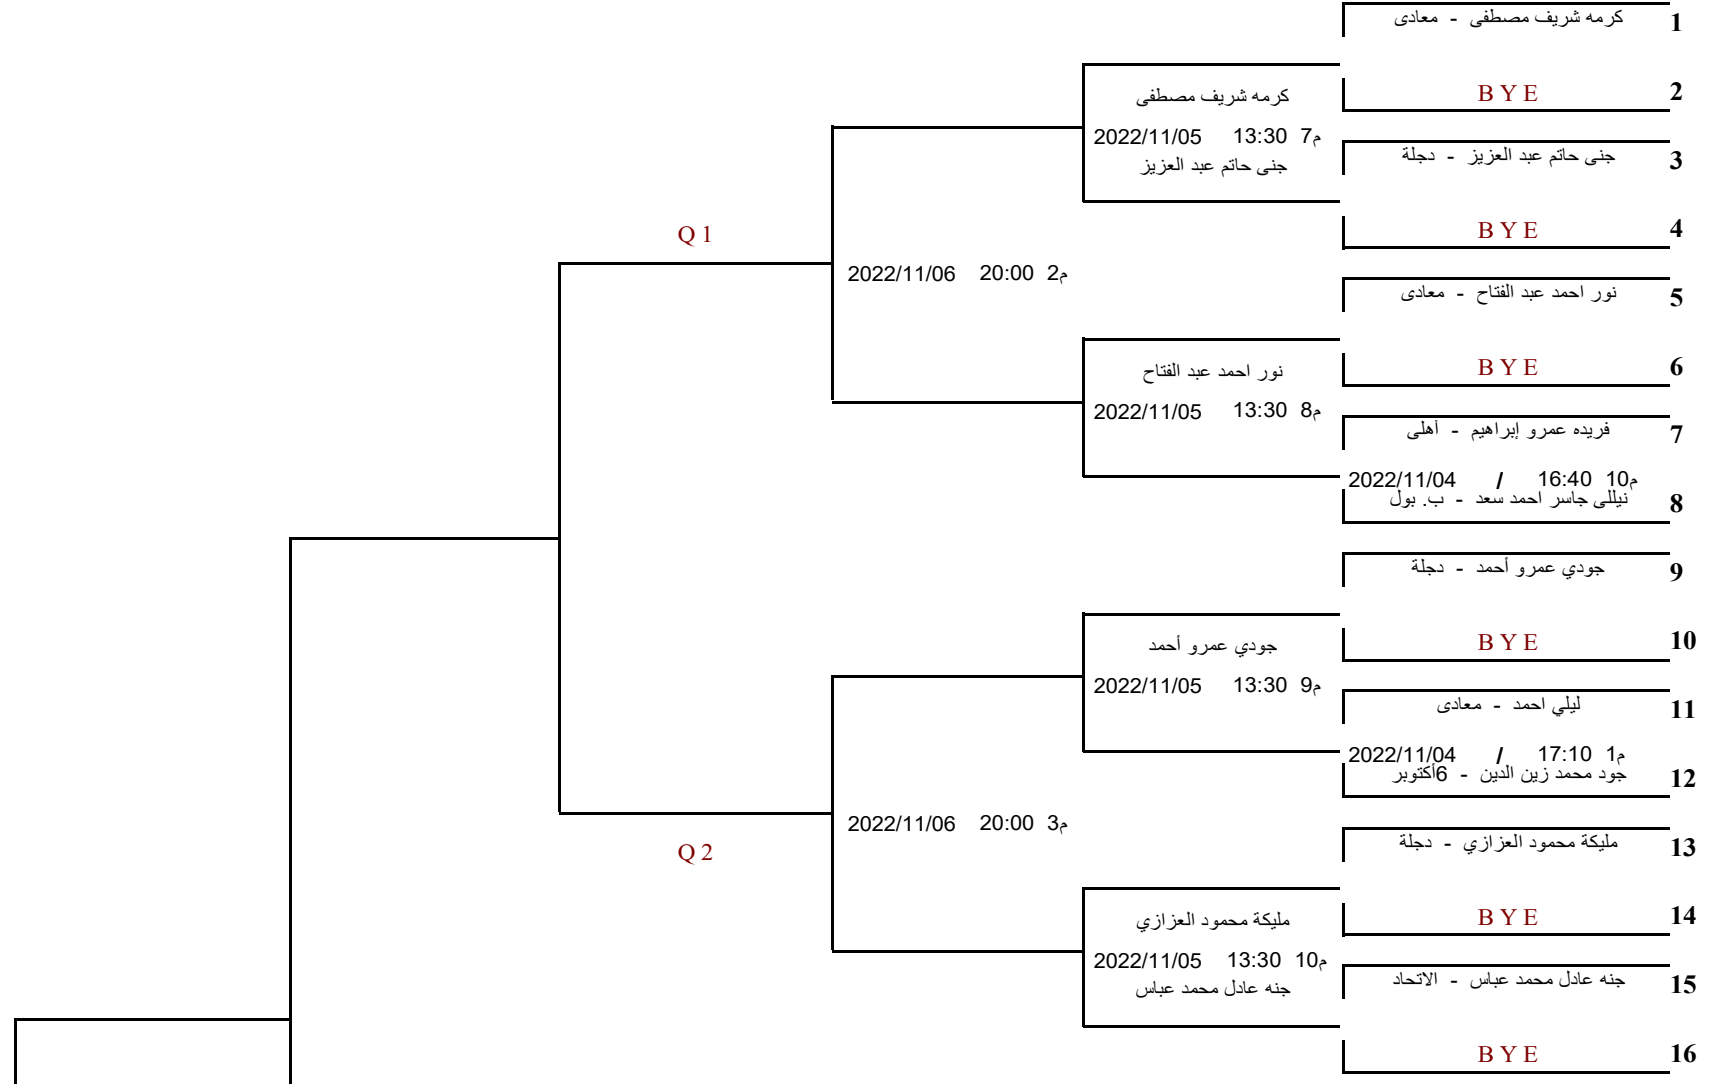 كرمه شريف مصطفى - معادى 1
B Y E 2
كرمه شريف مصطفى
2022/11/05 13:30 م7
جنى حاتم عبد العزيز
جنى حاتم عبد العزيز - دجلة 3
B Y E 4
Q 1
2022/11/06 20:00 م2
نور احمد عبد الفتاح - معادى 5
B Y E 6
نور احمد عبد الفتاح
2022/11/05 13:30 م8
فريده عمرو إبراهيم - أهلى 7
2022/11/04 / 16:40 م10
نيللى جاسر احمد سعد - ب. بول 8
جودي عمرو أحمد - دجلة 9
B Y E 10
جودي عمرو أحمد
2022/11/05 13:30 م9
ليلي احمد - معادى 11
2022/11/04 / 17:10 م1
جود محمد زين الدين - 6أكتوبر 12
2022/11/06 20:00 م3
Q 2
مليكة محمود العزازي - دجلة 13
B Y E 14
مليكة محمود العزازي
2022/11/05 13:30 م10
جنه عادل محمد عباس
جنه عادل محمد عباس - الاتحاد 15
B Y E 16